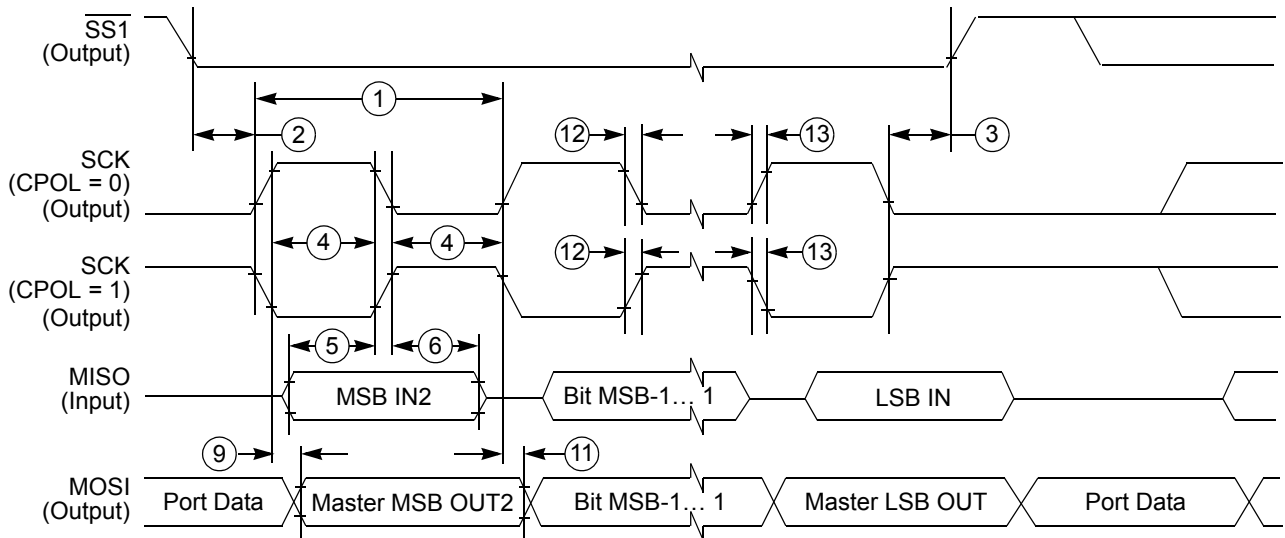 SS1
(Output)
1
2
12
13
3
SCK
(CPOL = 0)
(Output)
4
4
12
13
SCK
(CPOL = 1)
(Output)
5
6
MISO
(Input)
MSB IN2
Bit MSB-1… 1
LSB IN
9
11
MOSI
(Output)
Port Data
Master MSB OUT2
Bit MSB-1… 1
Master LSB OUT
Port Data